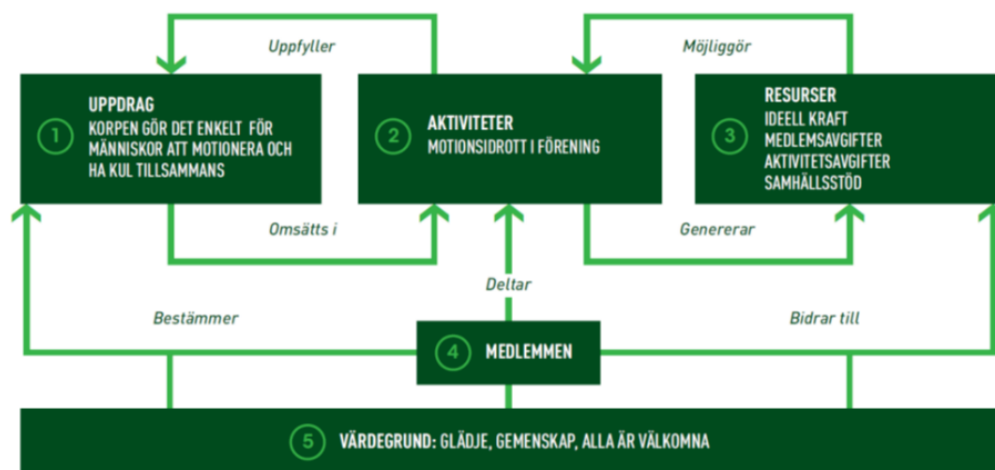 Uppfyller
Möjliggör
1
UPPDRAG
KORPEN GÖR DET ENKELT FÖR
MÄNNISKOR ATT MOTIONERA OCH
HA KUL TILLSAMMANS
2
AKTIVITETER
MOTIONSIDROTT I FÖRENING
3
RESURSER
IDEELL KRAFT
MEDLEMSAVGIFTER
AKTIVITETSAVGIFTER
SAMHÄLLSSTÖD
Omsätts i
Genererar
Deltar
Bestämmer
Bidrar till
4 MEDLEMMEN
5 VÄRDEGRUND: GLÄDJE, GEMENSKAP, ALLA ÄR VÄLKOMNA